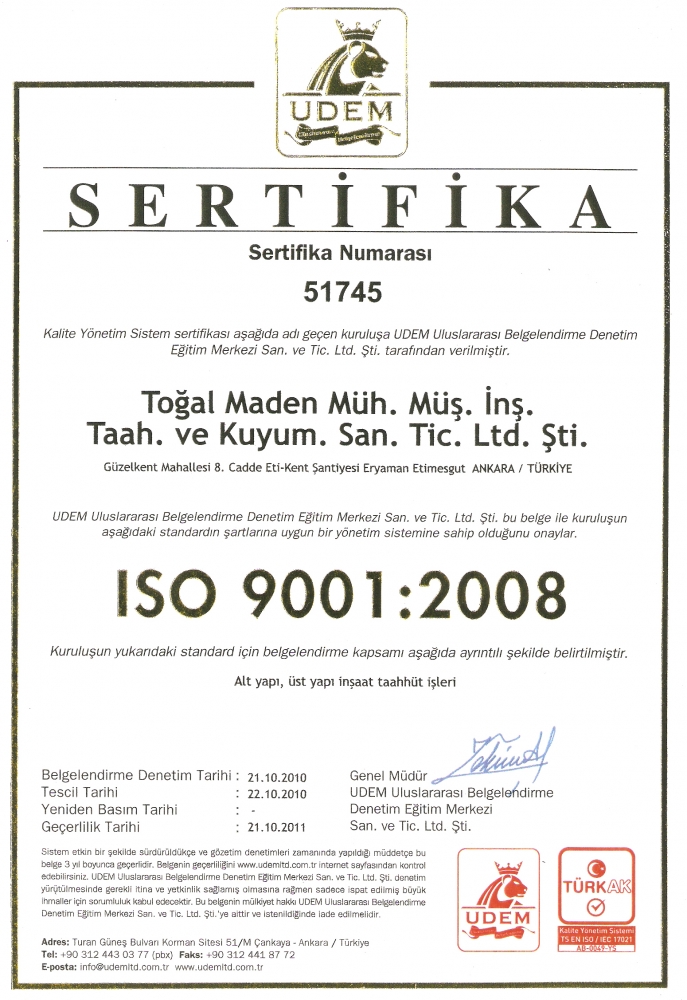 UDEM
Uluslararası Belgelendirme
SERTİFİKA
Sertifika Numarası
51745
Kalite Yönetim Sistem sertifikası aşağıda adı geçen kuruluşa UDEM Uluslararası Belgelendirme Denetim
Eğitim Merkezi San. ve Tic. Ltd. Şti. tarafından verilmiştir.
Toğal Maden Müh. Müş. İnş.
Taah. ve Kuyum. San. Tic. Ltd. Şti.
Güzelkent Mahallesi 8. Cadde Eti-Kent Şantiyesi Eryaman Etimesgut ANKARA / TÜRKİYE
UDEM Uluslararası Belgelendirme Denetim Eğitim Merkezi San. ve Tic. Ltd. Şti. bu belge ile kuruluşun
aşağıdaki standardın şartlarına uygun bir yönetim sistemine sahip olduğunu onaylar.
ISO 9001:2008
Kuruluşun yukarıdaki standard için belgelendirme kapsamı aşağıda ayrıntılı şekilde belirtilmiştir.
Alt yapı, üst yapı inşaat taahhüt işleri
Belgelendirme Denetim Tarihi : 21.10.2010
Tescil Tarihi : 22.10.2010
Yeniden Basım Tarihi : -
Geçerlilik Tarihi : 21.10.2011
Genel Müdür
UDEM Uluslararası Belgelendirme
Denetim Eğitim Merkezi
San. ve Tic. Ltd. Şti.
Sistem etkin bir şekilde sürdürüldükçe ve gözetim denetimleri zamanında yapıldığı müddetçe bu
belge 3 yıl boyunca geçerlidir. Belgenin geçerliliğini www.udemltd.com.tr internet sayfasından kontrol
edebilirsiniz. UDEM Uluslararası Belgelendirme Denetim Eğitim Merkezi San. ve Tic. Ltd. Şti. denetim
yürütülmesinde gerekli itina ve yetkinlik sağlamış olmasına rağmen sadece ispat edilmiş büyük
ihmaller için sorumluluk kabul edecektir. Bu belgenin mülkiyet hakkı UDEM Uluslararası Belgelendirme
Denetim Eğitim Merkezi San. ve Tic. Ltd. Şti.'ye aittir ve istenildiğinde iade edilmelidir.
Adres: Turan Güneş Bulvarı Korman Sitesi 51/M Çankaya - Ankara / Türkiye
Tel: +90 312 443 03 77 (pbx) Faks: +90 312 441 87 72
E-posta: info@udemltd.com.tr www.udemltd.com.tr
UDEM
TÜRKAK
Kalite Yönetim Sistemi
TS EN ISO / IEC 17021
AB-0049-YS